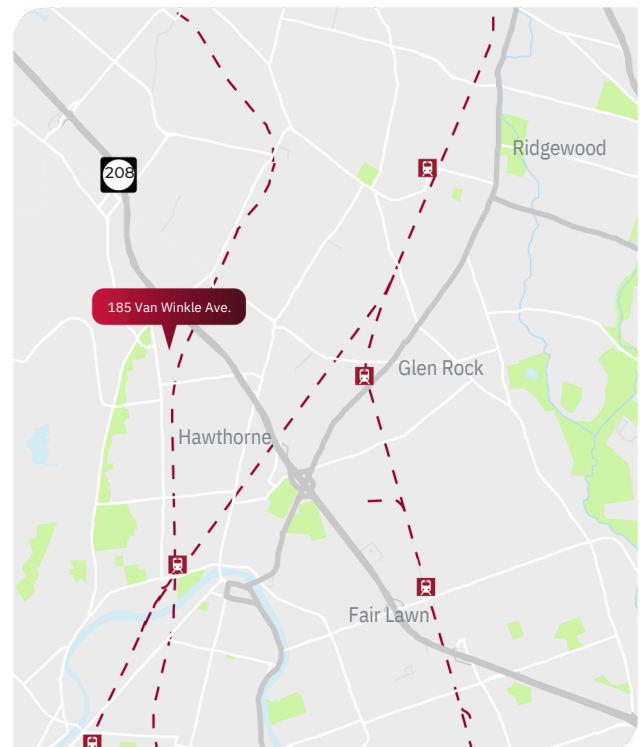 Ridgewood
208
185 Van Winkle Ave.
Glen Rock
Hawthorne
Fair Lawn